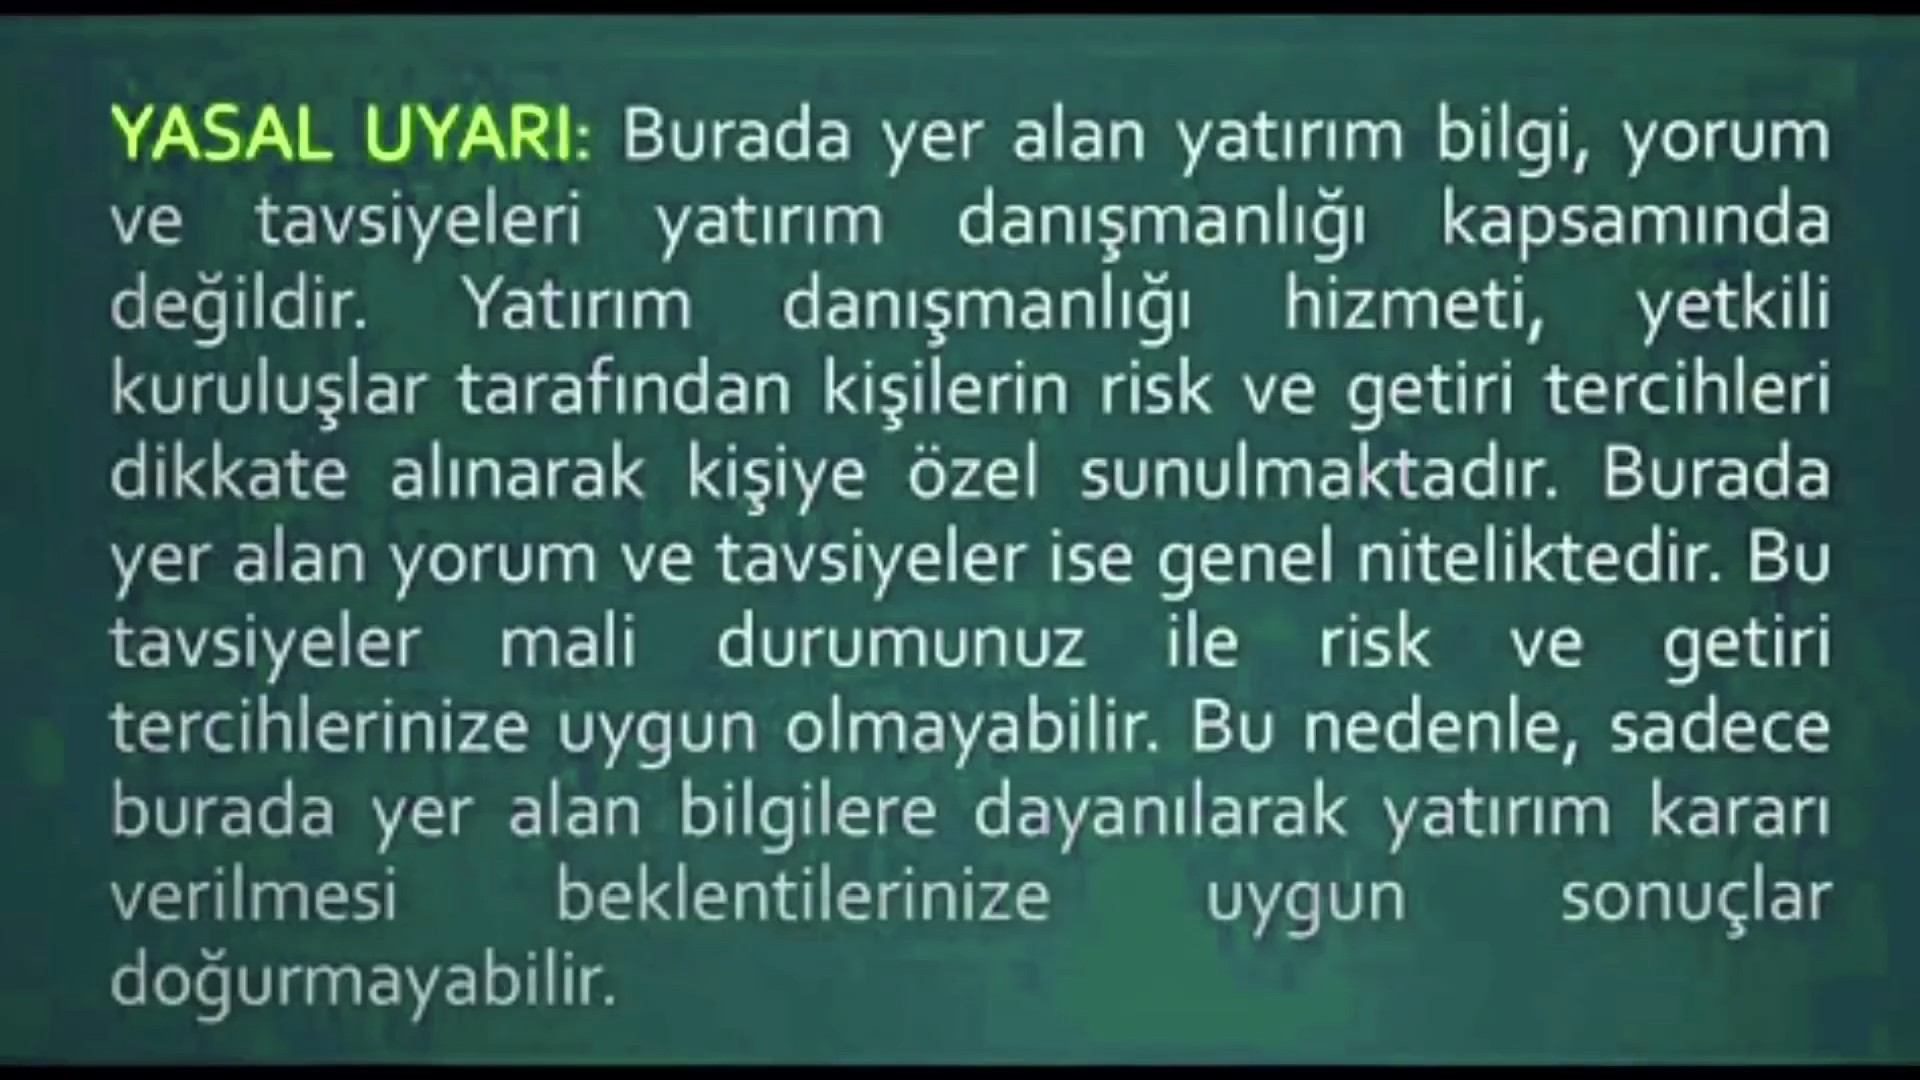 YASAL UYARI: Burada yer alan yatırım bilgi, yorum
ve tavsiyeleri yatırım danışmanlığı kapsamında
değildir. Yatırım danışmanlığı hizmeti, yetkili
kuruluşlar tarafından kişilerin risk ve getiri tercihleri
dikkate alınarak kişiye özel sunulmaktadır. Burada
yer alan yorum ve tavsiyeler ise genel niteliktedir. Bu
tavsiyeler mali durumunuz ile risk ve getiri
tercihlerinize uygun olmayabilir. Bu nedenle, sadece
burada yer alan bilgilere dayanılarak yatırım kararı
verilmesi beklentilerinize uygun sonuçlar
doğurmayabilir.